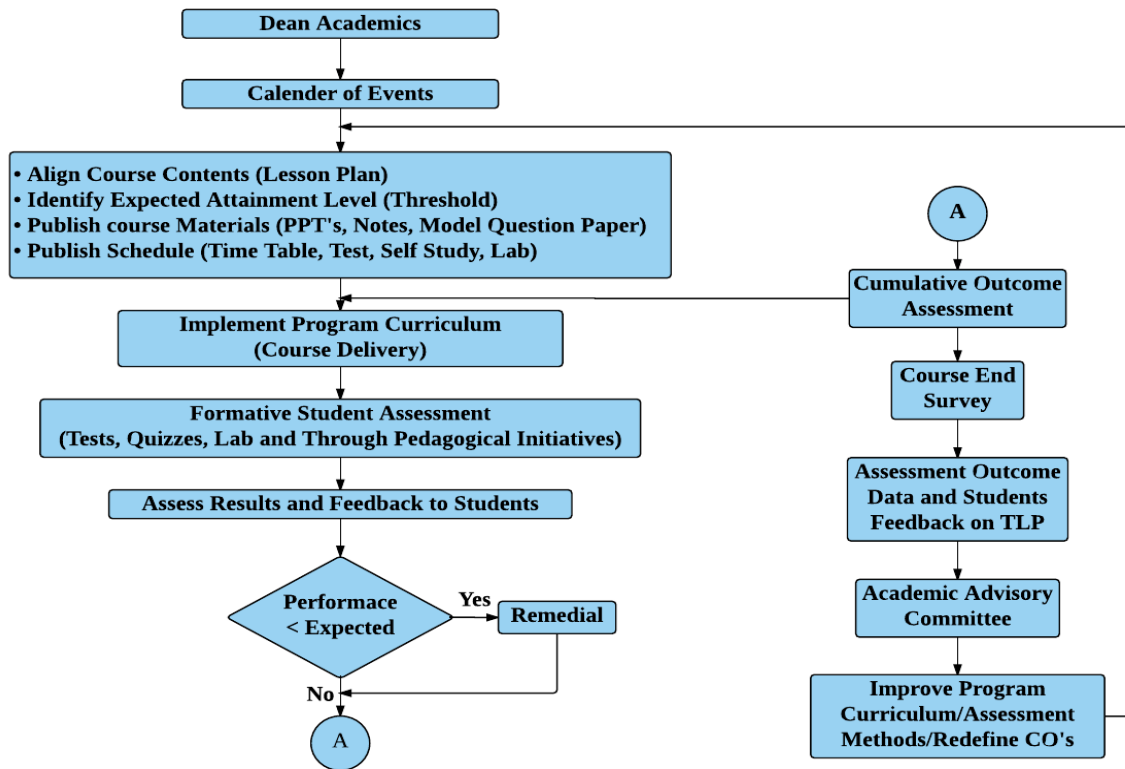 Dean Academics
Calender of Events
• Align Course Contents (Lesson Plan)
• Identify Expected Attainment Level (Threshold)
• Publish course Materials (PPT's, Notes, Model Question Paper)
• Publish Schedule (Time Table, Test, Self Study, Lab)
Implement Program Curriculum
(Course Delivery)
Formative Student Assessment
(Tests, Quizzes, Lab and Through Pedagogical Initiatives)
Assess Results and Feedback to Students
Performace
< Expected
Yes
Remedial
No
A
A
Cumulative Outcome
Assessment
Course End
Survey
Assessment Outcome
Data and Students
Feedback on TLP
Academic Advisory
Committee
Improve Program
Curriculum/Assessment
Methods/Redefine CO's